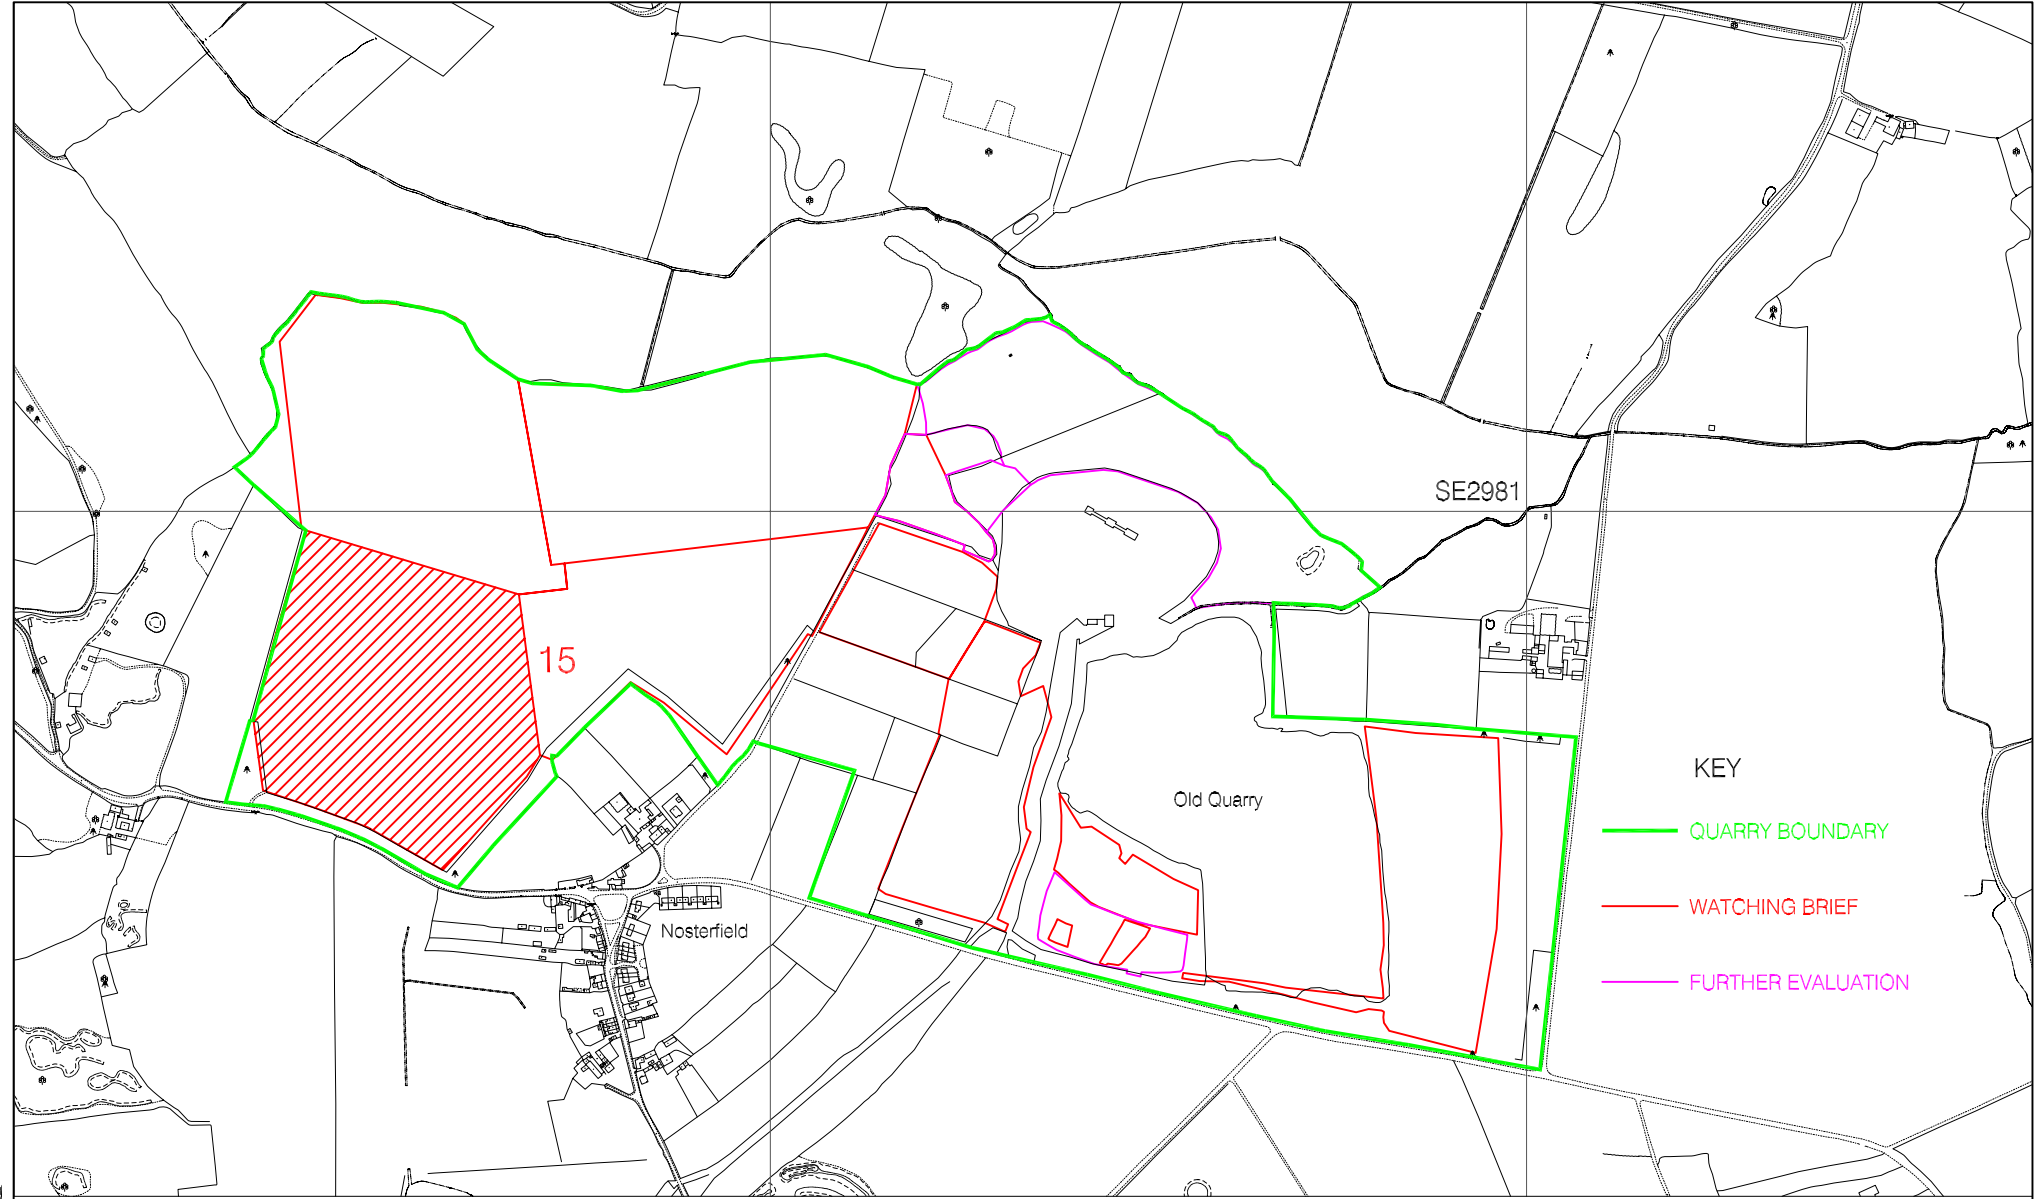 SE2981
15
KEY
Old Quarry
QUARRY BOUNDARY
WATCHING BRIEF
Nosterfield
FURTHER EVALUATION